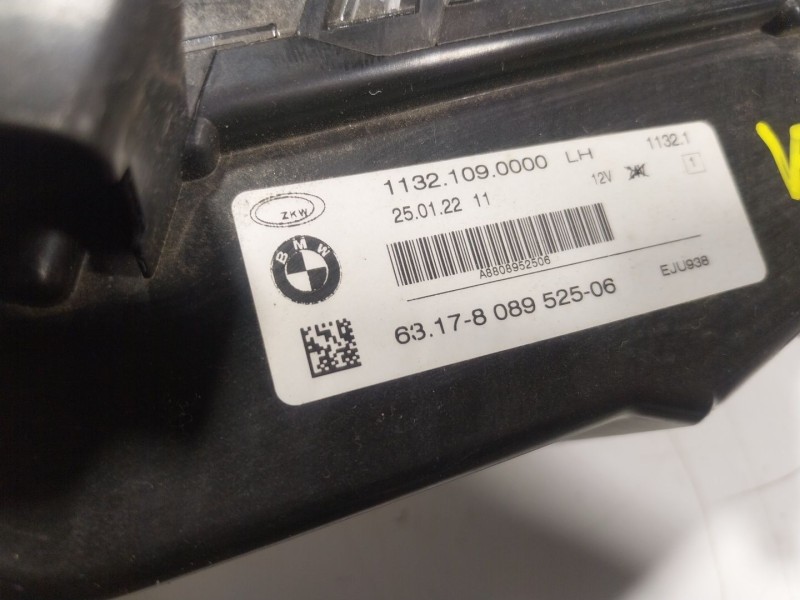 1132.109.0000 LH 1132.1
ZKW 25.01.22 11 12V 1
BMW
A8808952506
63.17-8 089 525-06 EJU938